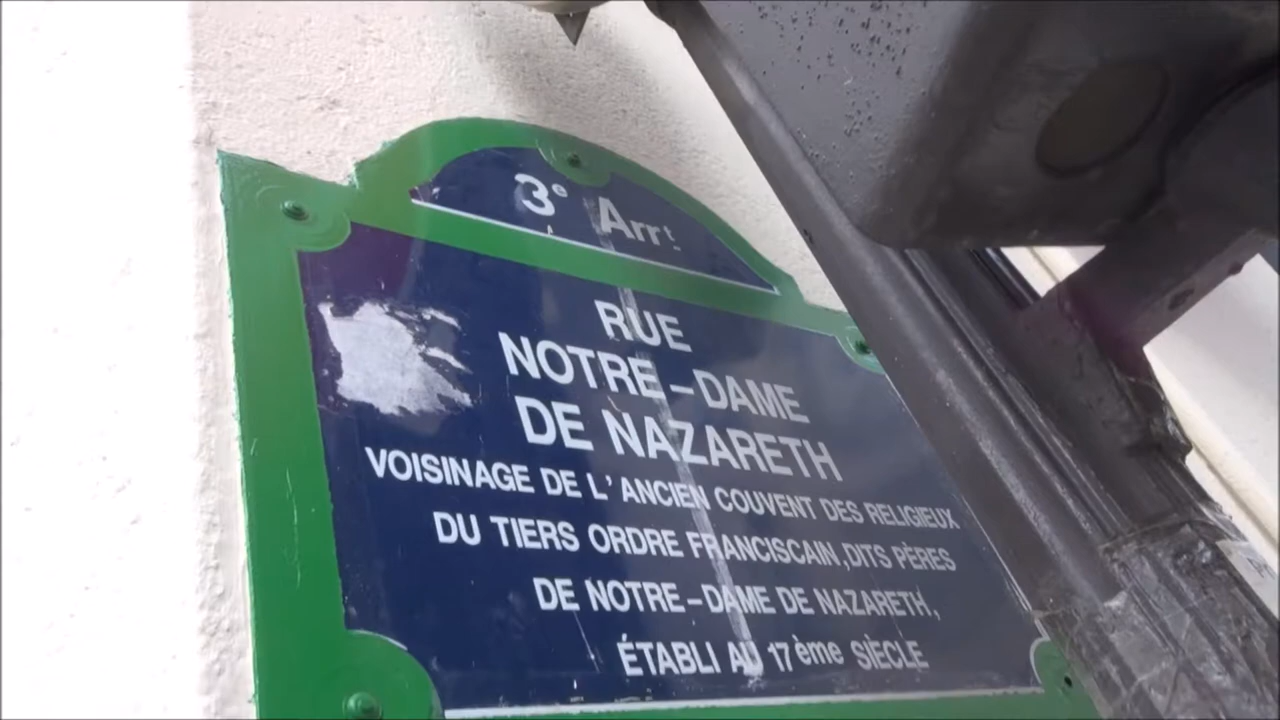 3e Arrt
RUE
NOTRE-DAME
DE NAZARETH
VOISINAGE DE L'ANCIEN COUVENT DES RELIGIEUX
DU TIERS ORDRE FRANCISCAIN, DITS PÈRES
DE NOTRE-DAME DE NAZARETH,
ÉTABLI AU 17ème SIÈCLE